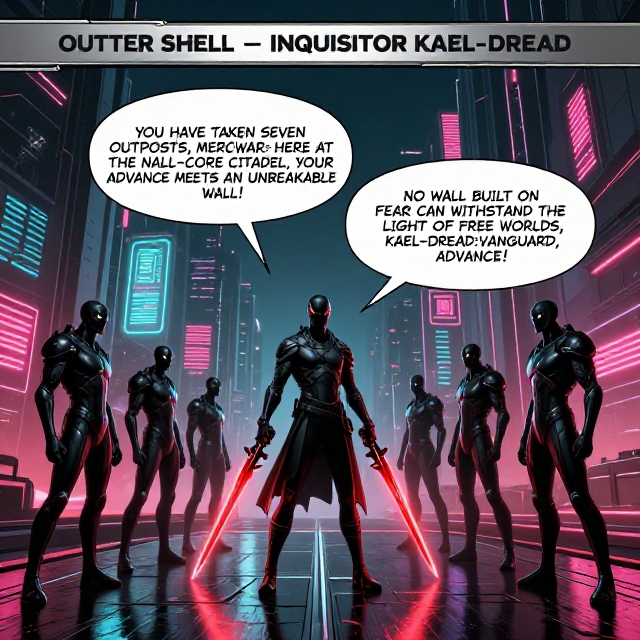 OUTTER SHELL – INQUISITOR KAEL-DREAD
YOU HAVE TAKEN SEVEN
OUTPOSTS, MERCWAR: HERE AT
THE NALL-CORE CITADEL, YOUR
ADVANCE MEETS AN UNBREAKABLE
WALL!
NO WALL BUILT ON
FEAR CAN WITHSTAND THE
LIGHT OF FREE WORLDS,
KAEL-DREAD:VANGUARD,
ADVANCE!